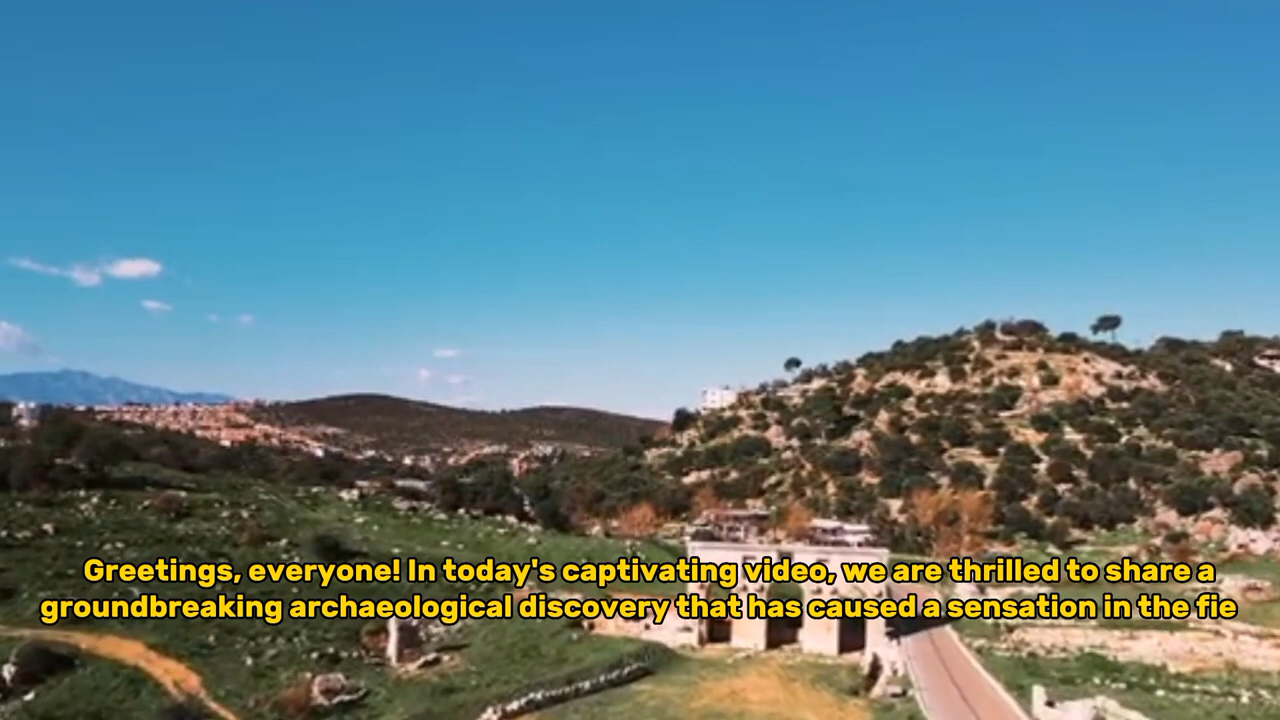 Greetings, everyone! In today's captivating video, we are thrilled to share a
groundbreaking archaeological discovery that has caused a sensation in the fie